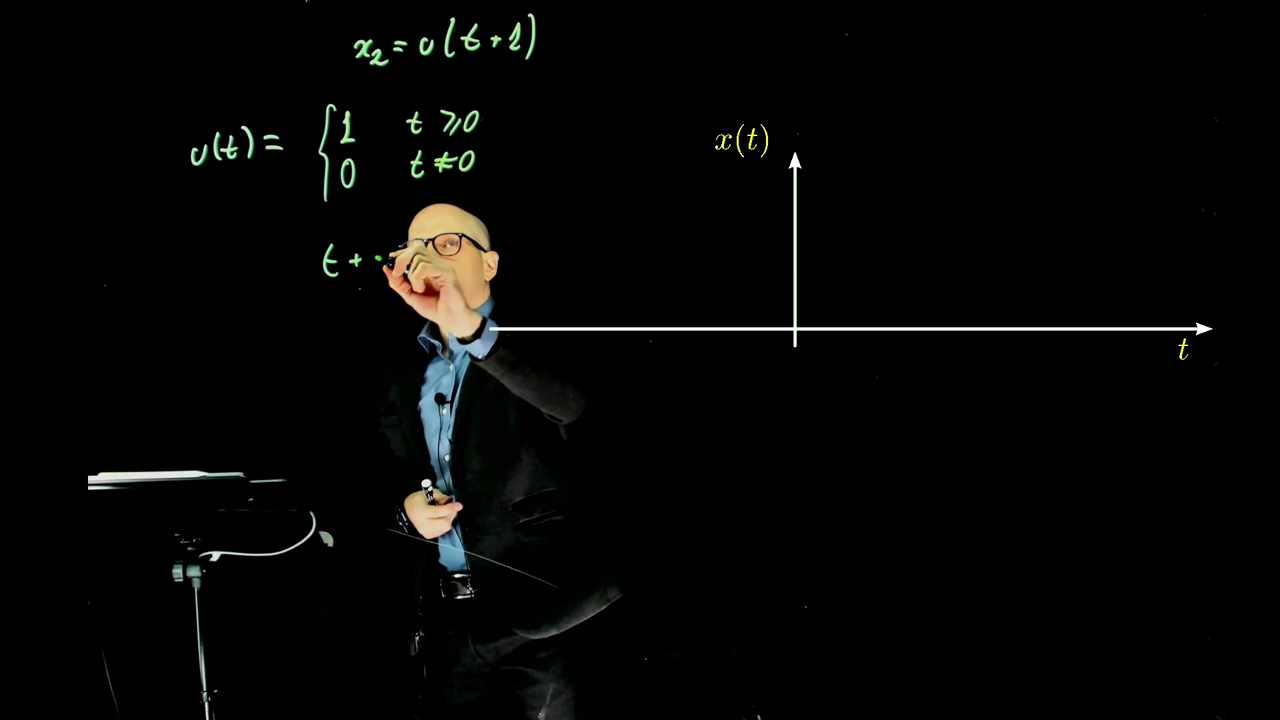 x₂ = u(t+1)
u(t) = { 1 t ⩾0
0 t ≠0
t +
x(t)
t